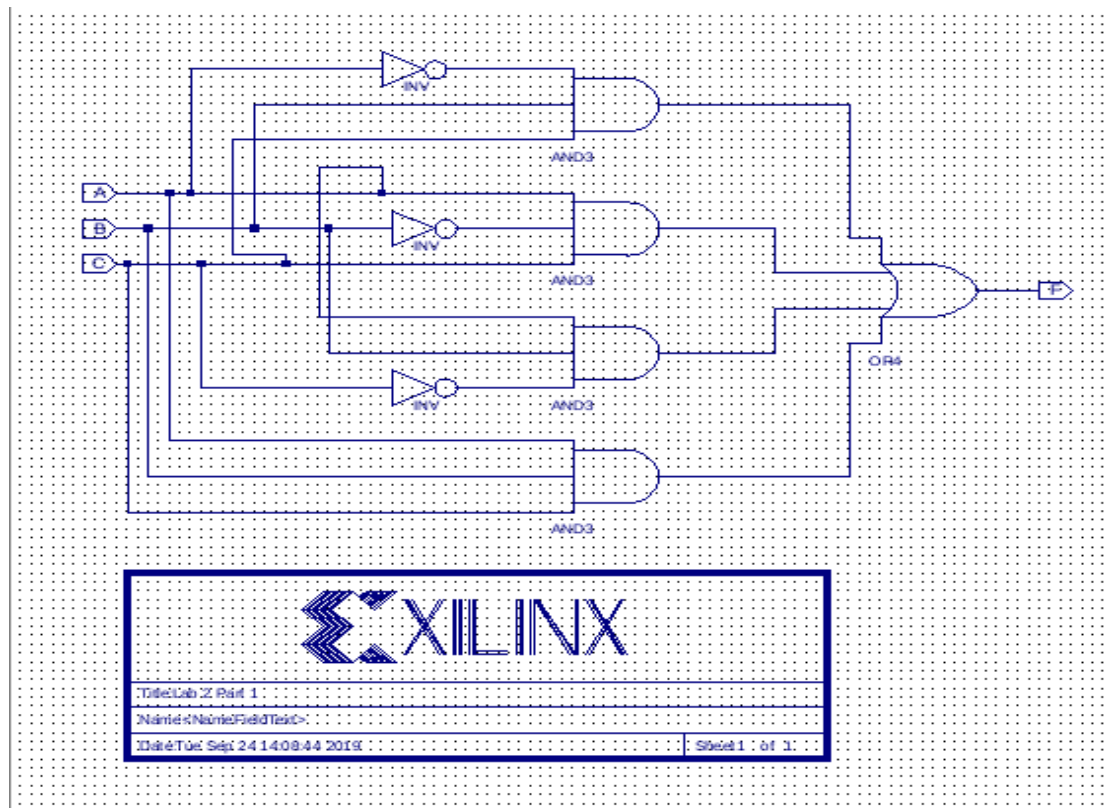 INV
AND3
A
B
INV
C
AND3
F
OR4
INV
AND3
AND3
XILINX
Title:Lab 2 Part 1
Name<NameFieldText>
Date:Tue Sep 24 14:08:44 2019
Sheet 1 of 1